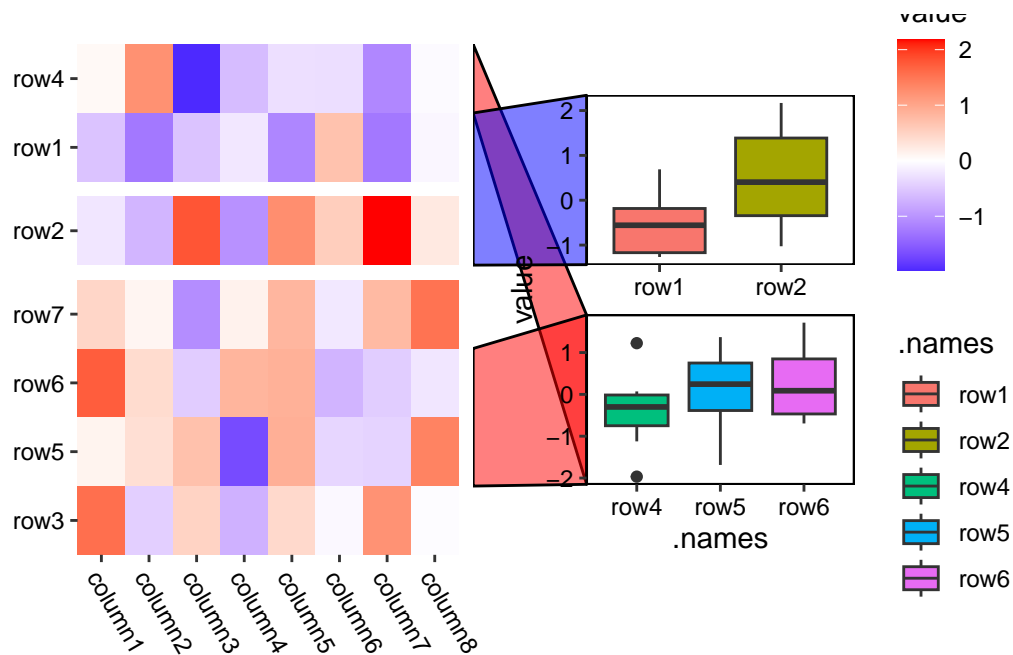 row4
row1
row2
row7
row6
row5
row3
column1
column2
column3
column4
column5
column6
column7
column8
value
2
1
0
−1
row1
row2
1
0
−1
−2
row4
row5
row6
.names
value
2
1
0
−1
.names
row1
row2
row4
row5
row6